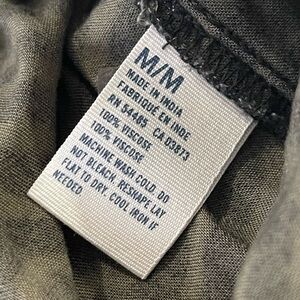 M/M
MADE IN INDIA
FABRIQUE EN INDE
RN 54485 CA 03873
100% VISCOSE
100% VISCOSE
MACHINE WASH COLD. DO
NOT BLEACH. RESHAPE LAY
FLAT TO DRY. COOL IRON IF
NEEDED